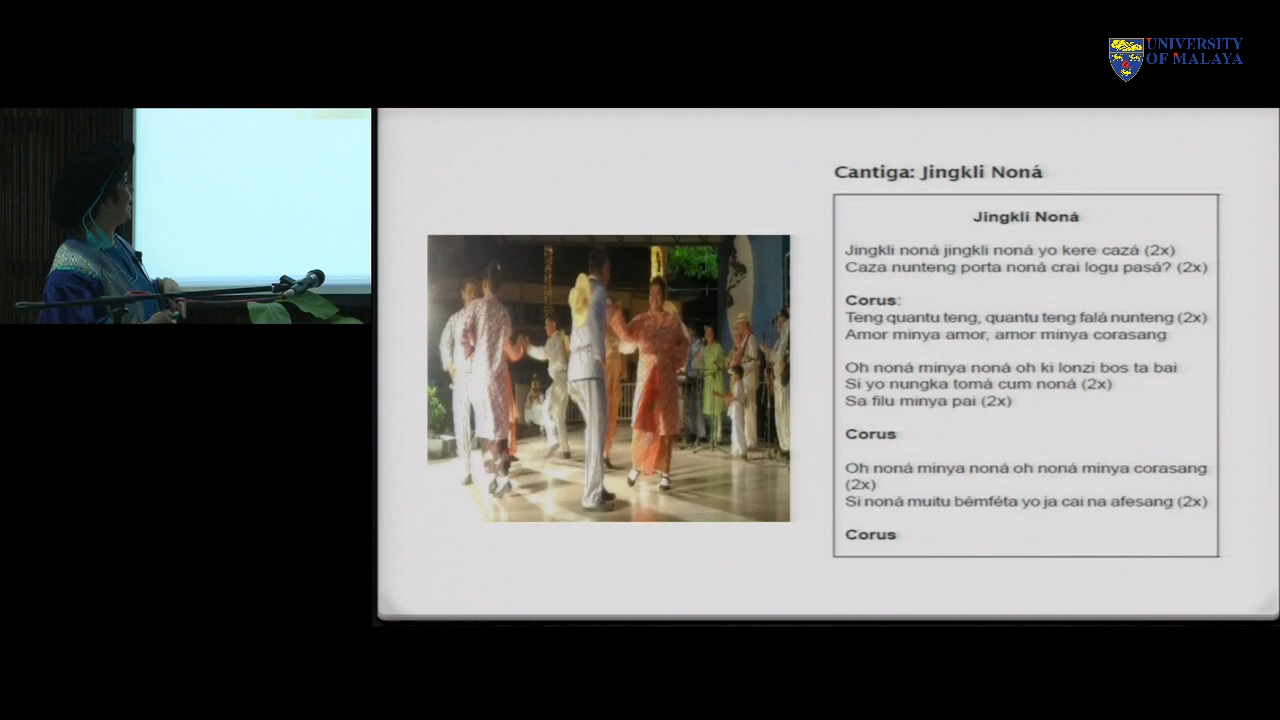 UNIVERSITY
OF MALAYA
Cantiga: Jingkli Noná
Jingkli Noná
Jingkli noná jingkli noná yo kere cazá (2x)
Caza nunteng porta noná crai logu pasá? (2x)
Corus:
Teng quantu teng, quantu teng falá nunteng (2x)
Amor minya amor, amor minya corasang
Oh noná minya noná oh ki lonzi bos ta bai
Si yo nungka tomá cum noná (2x)
Sa filu minya pai (2x)
Corus
Oh noná minya noná oh noná minya corasang
(2x)
Si noná muitu bémféta yo ja cai na afesang (2x)
Corus